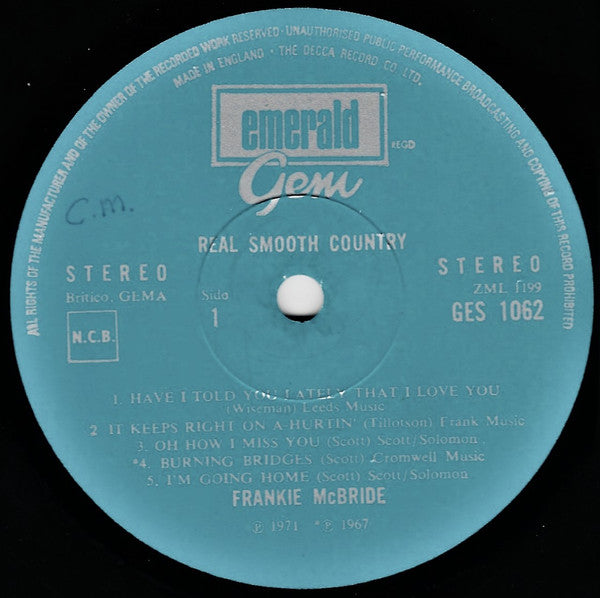 ALL RIGHTS OF THE MANUFACTURER AND OF THE OWNER OF THE RECORDED WORK RESERVED · UNAUTHORISED PUBLIC PERFORMANCE BROADCASTING AND COPYING OF THIS RECORD PROHIBITED
MADE IN ENGLAND · THE DECCA RECORD CO. LTD.
emerald
REGD
Gem
C.M.
REAL SMOOTH COUNTRY
STEREO
Britico, GEMA
N.C.B.
Side
1
STEREO
ZML 1199
GES 1062
1. HAVE I TOLD YOU LATELY THAT I LOVE YOU
(Wiseman) Leeds Music
2 IT KEEPS RIGHT ON A-HURTIN' (Tillotson) Frank Music
3. OH HOW I MISS YOU (Scott) Scott/Solomon .
*4. BURNING BRIDGES (Scott) Cromwell Music
5. I'M GOING HOME (Scott) Scott/Solomon
FRANKIE McBRIDE
℗ 1971 *℗ 1967